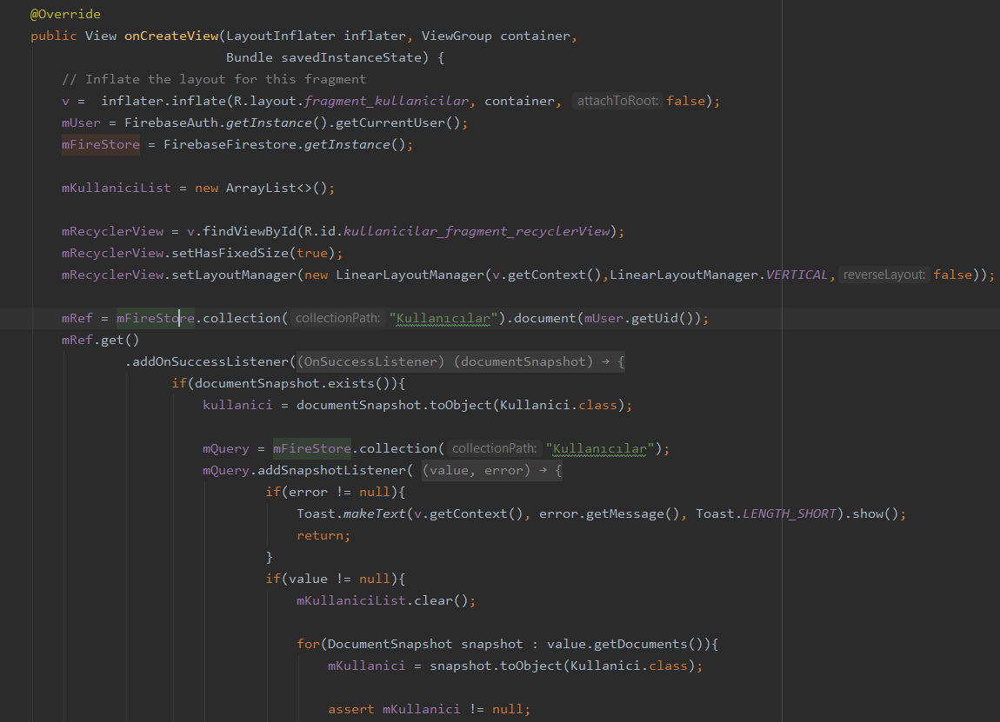 @Override
public View onCreateView(LayoutInflater inflater, ViewGroup container,
Bundle savedInstanceState) {
// Inflate the layout for this fragment
v =  inflater.inflate(R.layout.fragment_kullanicilar, container, attachToRoot: false);
mUser = FirebaseAuth.getInstance().getCurrentUser();
mFireStore = FirebaseFirestore.getInstance();
mKullaniciList = new ArrayList<>();
mRecyclerView = v.findViewById(R.id.kullanicilar_fragment_recyclerView);
mRecyclerView.setHasFixedSize(true);
mRecyclerView.setLayoutManager(new LinearLayoutManager(v.getContext(),LinearLayoutManager.VERTICAL, reverseLayout: false));
mRef = mFireStore.collection( collectionPath: "Kullanıcılar").document(mUser.getUid());
mRef.get()
.addOnSuccessListener((OnSuccessListener) (documentSnapshot) → {
if(documentSnapshot.exists()){
kullanici = documentSnapshot.toObject(Kullanici.class);
mQuery = mFireStore.collection( collectionPath: "Kullanıcılar");
mQuery.addSnapshotListener( (value, error) → {
if(error != null){
Toast.makeText(v.getContext(), error.getMessage(), Toast.LENGTH_SHORT).show();
return;
}
if(value != null){
mKullaniciList.clear();
for(DocumentSnapshot snapshot : value.getDocuments()){
mKullanici = snapshot.toObject(Kullanici.class);
assert mKullanici != null;